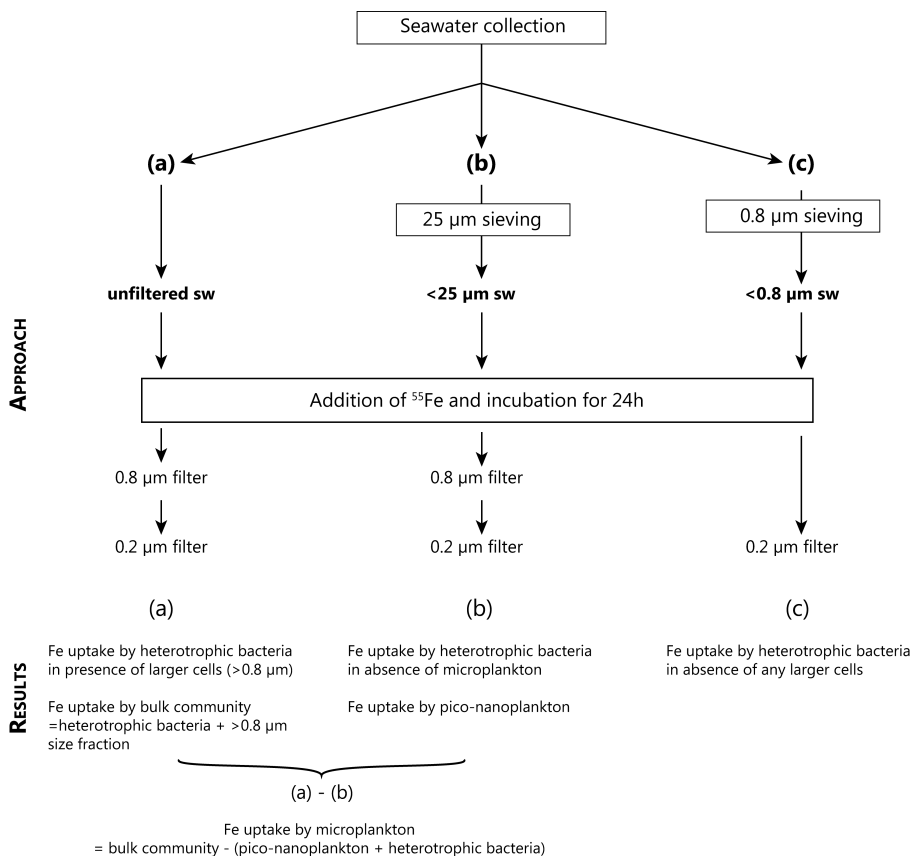 Seawater collection
(a)
(b)
(c)
25 µm sieving
0.8 µm sieving
unfiltered sw
<25 µm sw
<0.8 µm sw
APPROACH
Addition of ⁵⁵Fe and incubation for 24h
0.8 µm filter
0.8 µm filter
0.2 µm filter
0.2 µm filter
0.2 µm filter
(a)
(b)
(c)
RESULTS
Fe uptake by heterotrophic bacteria
in presence of larger cells (>0.8 µm)
Fe uptake by bulk community
=heterotrophic bacteria + >0.8 µm
size fraction
Fe uptake by heterotrophic bacteria
in absence of microplankton
Fe uptake by pico-nanoplankton
Fe uptake by heterotrophic bacteria
in absence of any larger cells
(a) - (b)
Fe uptake by microplankton
= bulk community - (pico-nanoplankton + heterotrophic bacteria)